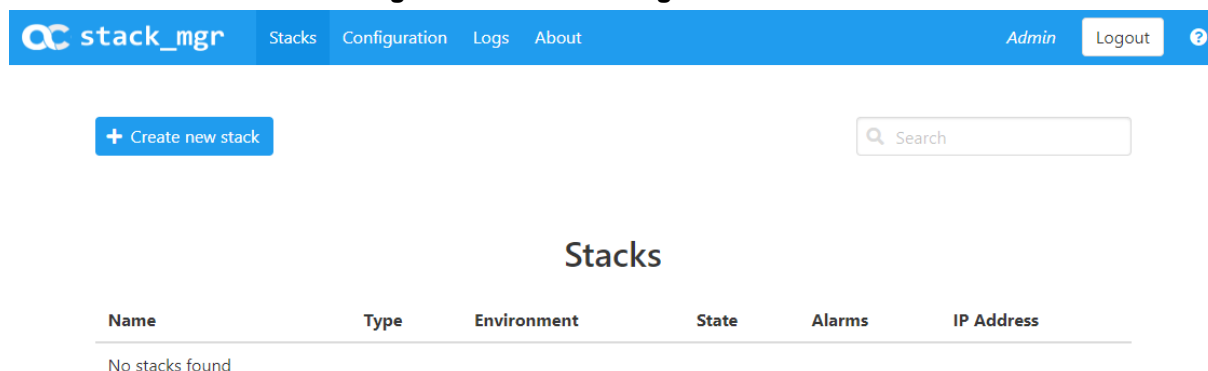 stack_mgr Stacks Configuration Logs About Admin Logout ?
+ Create new stack Search
Stacks
Name Type Environment State Alarms IP Address
No stacks found